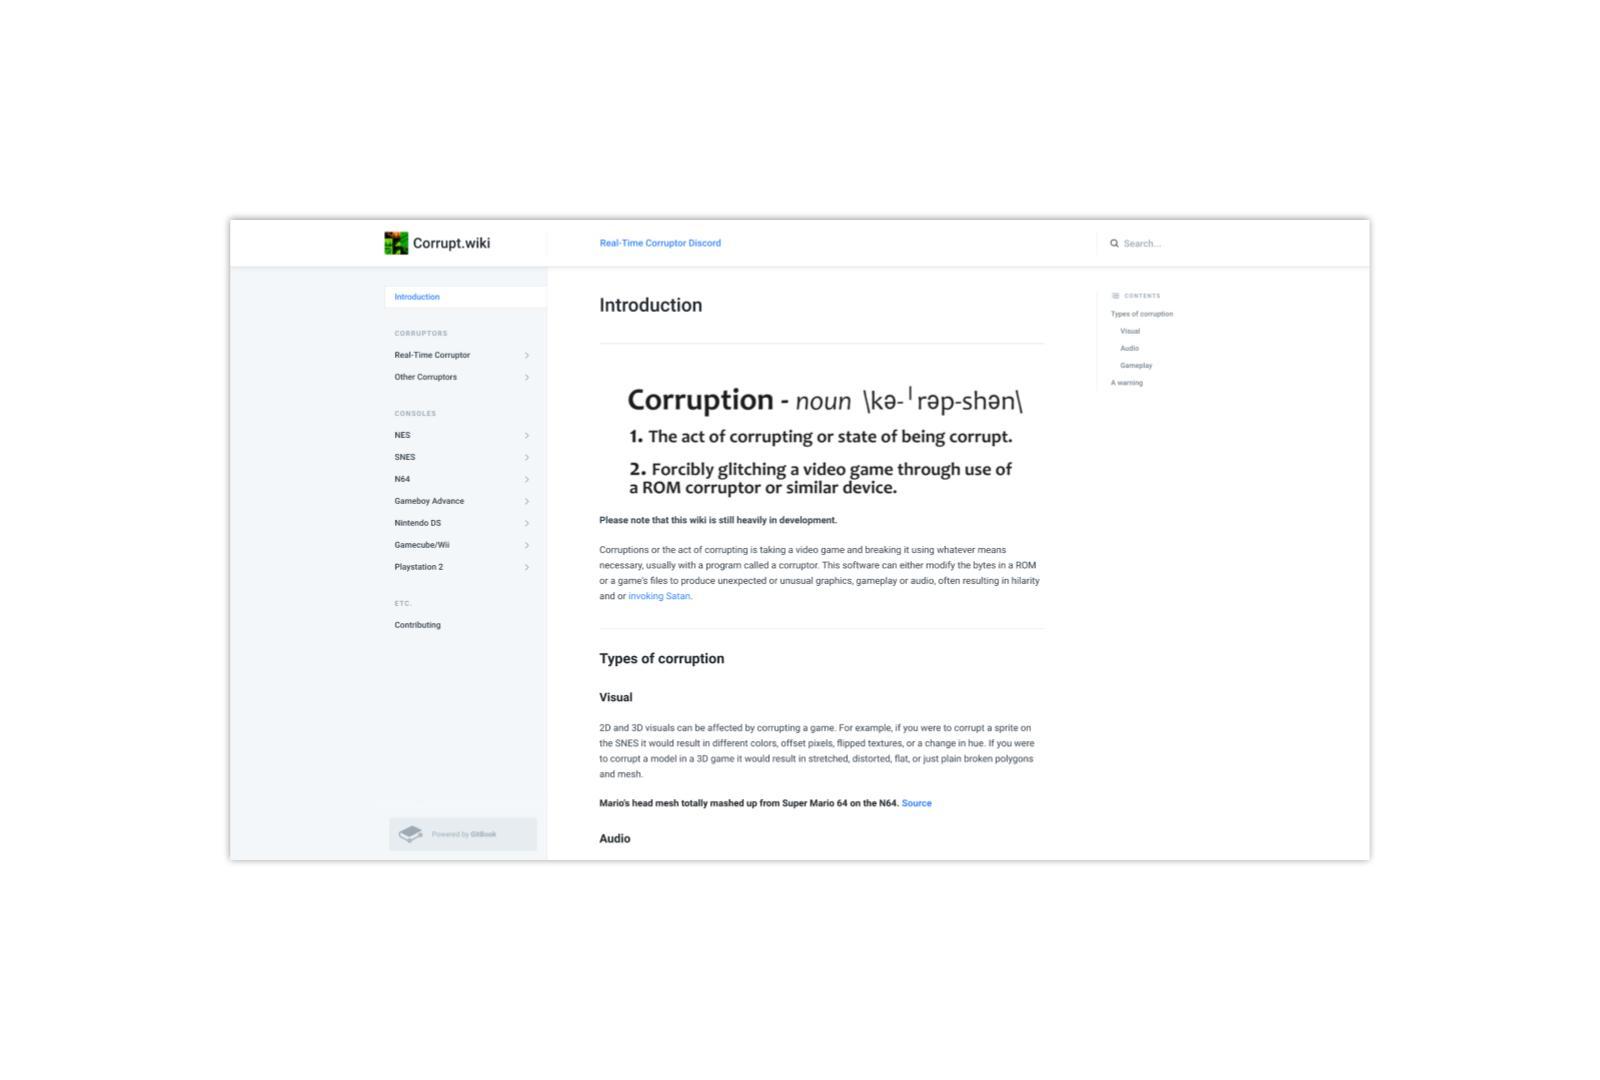 Corrupt.wiki
Real-Time Corruptor Discord
Search...
Introduction
CORRUPTORS
Real-Time Corruptor
Other Corruptors
CONSOLES
NES
SNES
N64
Gameboy Advance
Nintendo DS
Gamecube/Wii
Playstation 2
ETC.
Contributing
Powered by GitBook
Introduction
Corruption - noun \kə-ˈrəp-shən\
1. The act of corrupting or state of being corrupt.
2. Forcibly glitching a video game through use of
a ROM corruptor or similar device.
Please note that this wiki is still heavily in development.
Corruptions or the act of corrupting is taking a video game and breaking it using whatever means
necessary, usually with a program called a corruptor. This software can either modify the bytes in a ROM
or a game's files to produce unexpected or unusual graphics, gameplay or audio, often resulting in hilarity
and or invoking Satan.
Types of corruption
Visual
2D and 3D visuals can be affected by corrupting a game. For example, if you were to corrupt a sprite on
the SNES it would result in different colors, offset pixels, flipped textures, or a change in hue. If you were
to corrupt a model in a 3D game it would result in stretched, distorted, flat, or just plain broken polygons
and mesh.
Mario's head mesh totally mashed up from Super Mario 64 on the N64. Source
Audio
CONTENTS
Types of corruption
Visual
Audio
Gameplay
A warning